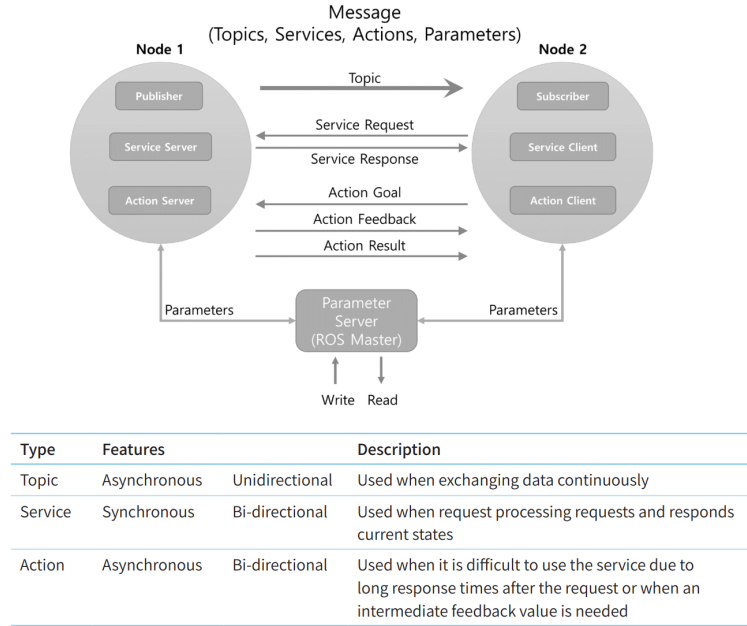 Message
(Topics, Services, Actions, Parameters)
Node 1
Node 2
Publisher
Topic
Subscriber
Service Server
Service Request
Service Response
Service Client
Action Server
Action Goal
Action Feedback
Action Result
Action Client
Parameters
Parameter
Server
(ROS Master)
Parameters
Write
Read
Type Features Description
Topic Asynchronous Unidirectional Used when exchanging data continuously
Service Synchronous Bi-directional Used when request processing requests and responds
current states
Action Asynchronous Bi-directional Used when it is difficult to use the service due to
long response times after the request or when an
intermediate feedback value is needed